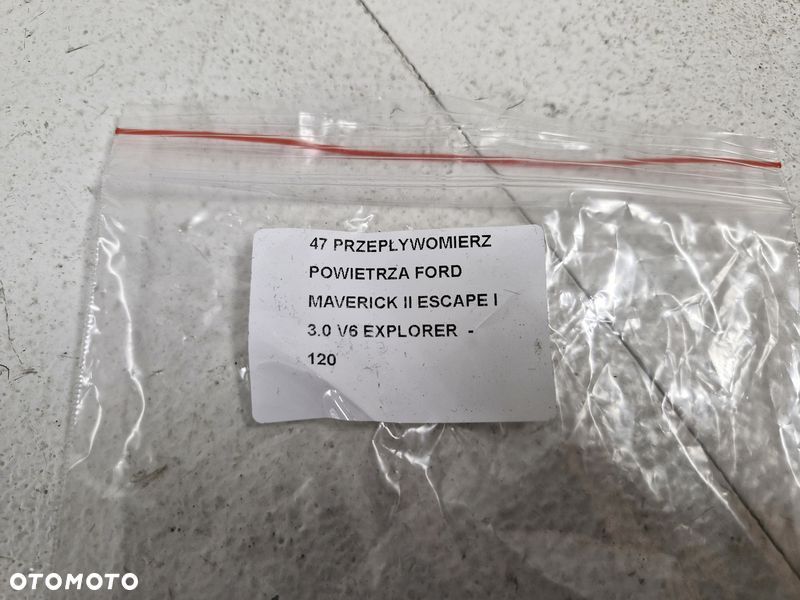 47 PRZEPŁYWOMIERZ
POWIETRZA FORD
MAVERICK II ESCAPE I
3.0 V6 EXPLORER -
120
OTOMOTO